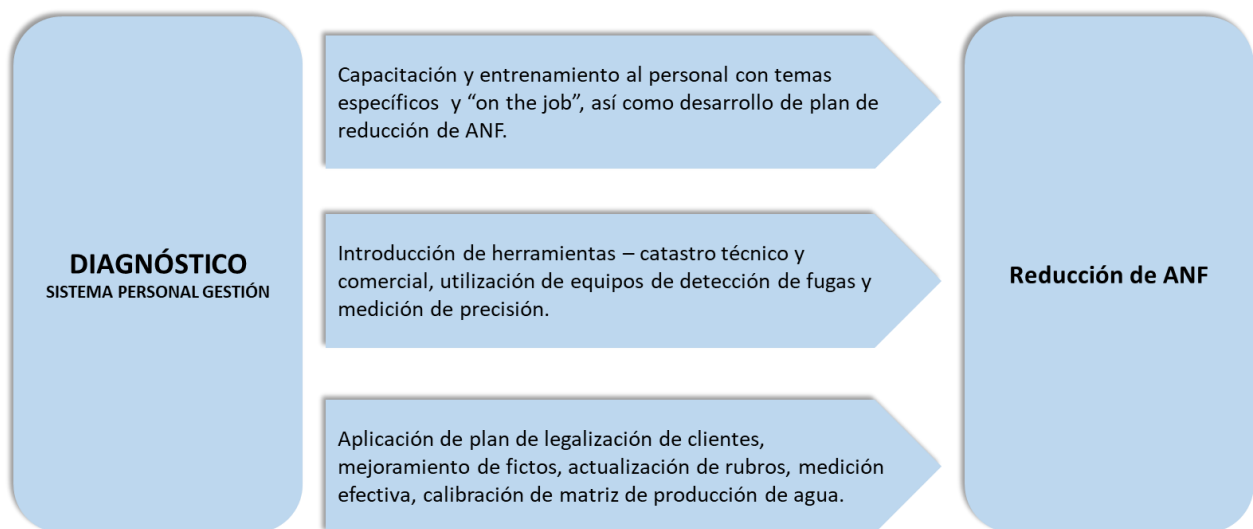 DIAGNÓSTICO
SISTEMA PERSONAL GESTIÓN
Capacitación y entrenamiento al personal con temas
específicos y “on the job”, así como desarrollo de plan de
reducción de ANF.
Introducción de herramientas – catastro técnico y
comercial, utilización de equipos de detección de fugas y
medición de precisión.
Aplicación de plan de legalización de clientes,
mejoramiento de fictos, actualización de rubros, medición
efectiva, calibración de matriz de producción de agua.
Reducción de ANF